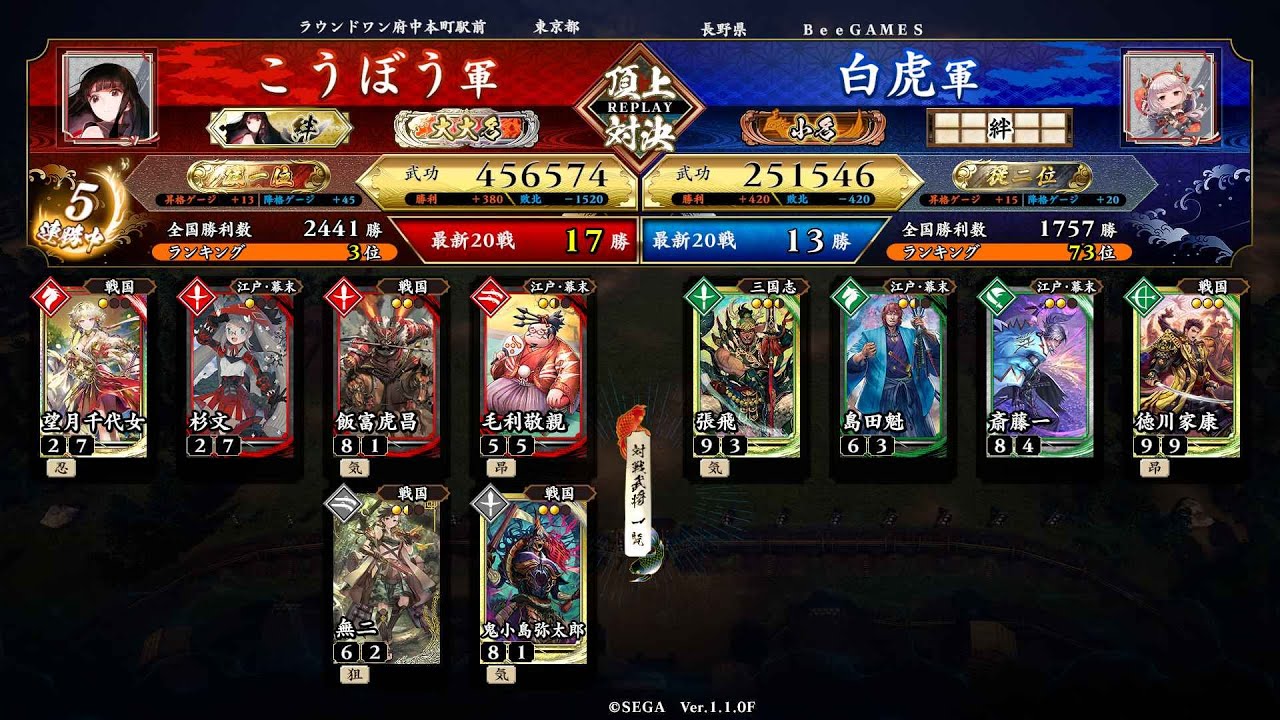 ラウンドワン府中本町駅前 東京都 長野県 BeeGAMES
こうぼう軍
頂上
REPLAY
対決
白虎軍
絆
大大名
小名
絆
5
連勝中
従一位
昇格ゲージ +13 降格ゲージ +45
武功 456574
勝利 +380 敗北 -1520
武功 251546
勝利 +420 敗北 -420
従二位
昇格ゲージ +15 降格ゲージ +20
全国勝利数 2441勝
ランキング 3位
最新20戦 17勝
最新20戦 13勝
全国勝利数 1757勝
ランキング 73位
戦国
望月千代女
2 7
忍
江戸・幕末
杉文
2 7
戦国
飯富虎昌
8 1
気
江戸・幕末
毛利敬親
5 5
昂
三国志
張飛
9 3
気
江戸・幕末
島田魁
6 3
江戸・幕末
斎藤一
8 4
戦国
徳川家康
9 9
昂
対戦武将一覧
戦国
無二
6 2
狙
戦国
鬼小島弥太郎
8 1
気
©SEGA Ver.1.1.0F